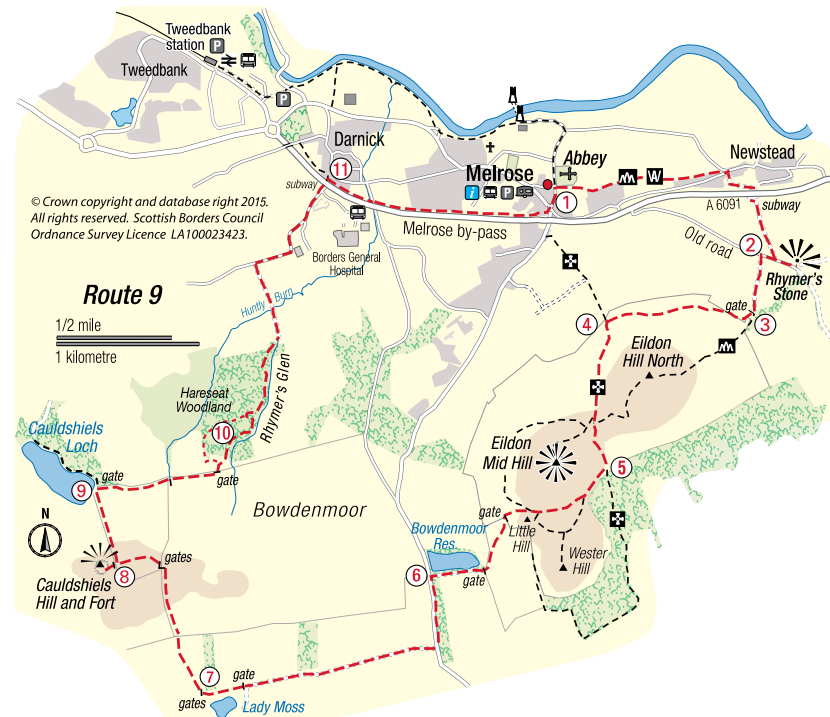 Tweedbank
station P
Tweedbank
P
Darnick
11
subway
Melrose
i
P
Abbey
1
W
Newstead
A 6091
subway
© Crown copyright and database right 2015.
All rights reserved. Scottish Borders Council
Ordnance Survey Licence LA100023423.
Melrose by-pass
Old road
2
Rhymer's
Stone
Borders General
Hospital
Route 9
1/2 mile
1 kilometre
Huntly Burn
gate
3
4
Eildon
Hill North
Rhymer's Glen
Hareseat
Woodland
10
Cauldshiels
Loch
gate
9
gate
Eildon
Mid Hill
5
Bowdenmoor
gate
Little
Hill
Wester
Hill
Bowdenmoor
Res.
6
gate
N
gates
8
Cauldshiels
Hill and Fort
7
gate
gates
Lady Moss